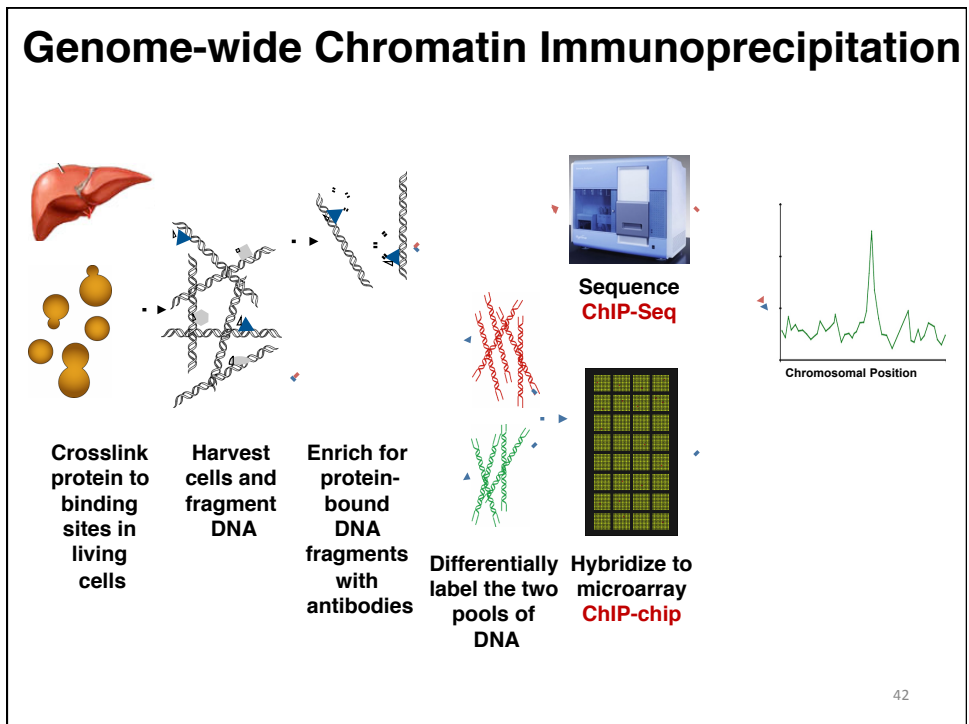 Genome-wide Chromatin Immunoprecipitation
Sequence
ChIP-Seq
Chromosomal Position
Crosslink
protein to
binding
sites in
living
cells
Harvest
cells and
fragment
DNA
Enrich for
protein-
bound
DNA
fragments
with
antibodies
Differentially
label the two
pools of
DNA
Hybridize to
microarray
ChIP-chip
42